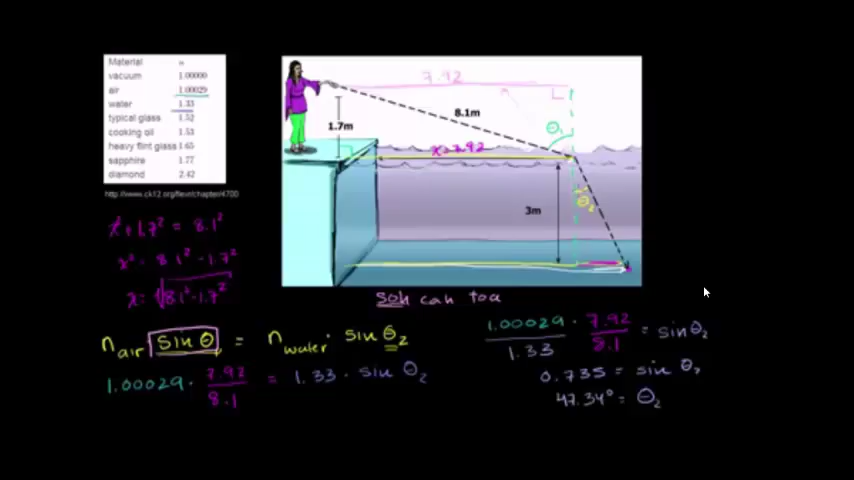 Material n
vacuum 1.00000
air 1.00029
water 1.33
typical glass 1.52
cooking oil 1.53
heavy flint glass 1.65
sapphire 1.77
diamond 2.42
http://www.ck12.org/flexr/chapter/4700
7.92
8.1m
θ
1.7m
x=7.92
3m
θ₂
x²+1.7² = 8.1²
x² = 8.1² - 1.7²
x = √8.1² - 1.7²
soh cah toa
n air sin θ = n water · sin θ₂
1.00029 · 7.92/8.1 = 1.33 · sin θ₂
1.00029/1.33 · 7.92/8.1 = sin θ₂
0.735 = sin θ₂
47.34° = θ₂